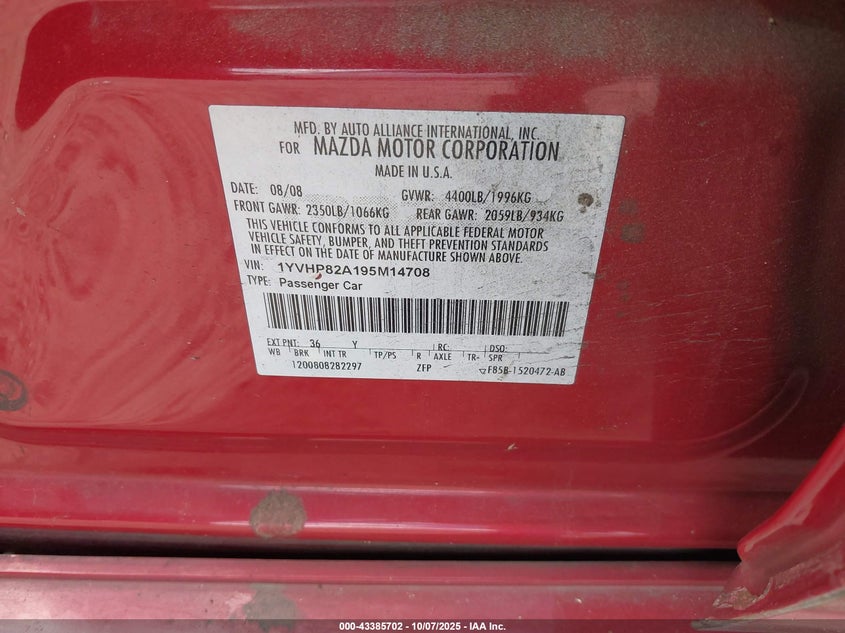 MFD. BY AUTO ALLIANCE INTERNATIONAL, INC.
FOR MAZDA MOTOR CORPORATION
MADE IN U.S.A.
DATE: 08/08 GVWR: 4400LB/1996KG
FRONT GAWR: 2350LB/1066KG REAR GAWR: 2059LB/934KG
THIS VEHICLE CONFORMS TO ALL APPLICABLE FEDERAL MOTOR
VEHICLE SAFETY, BUMPER, AND THEFT PREVENTION STANDARDS
IN EFFECT ON THE DATE OF MANUFACTURE SHOWN ABOVE.
VIN: 1YVHP82A195M14708
TYPE: Passenger Car
EXT PNT: 36 Y RC: DSO:
WB BRK INT TR TP/PS R AXLE TR- SPR
1200808282297 ZFP F85B-1520472-AB
000-43385702 - 10/07/2025 - IAA Inc.